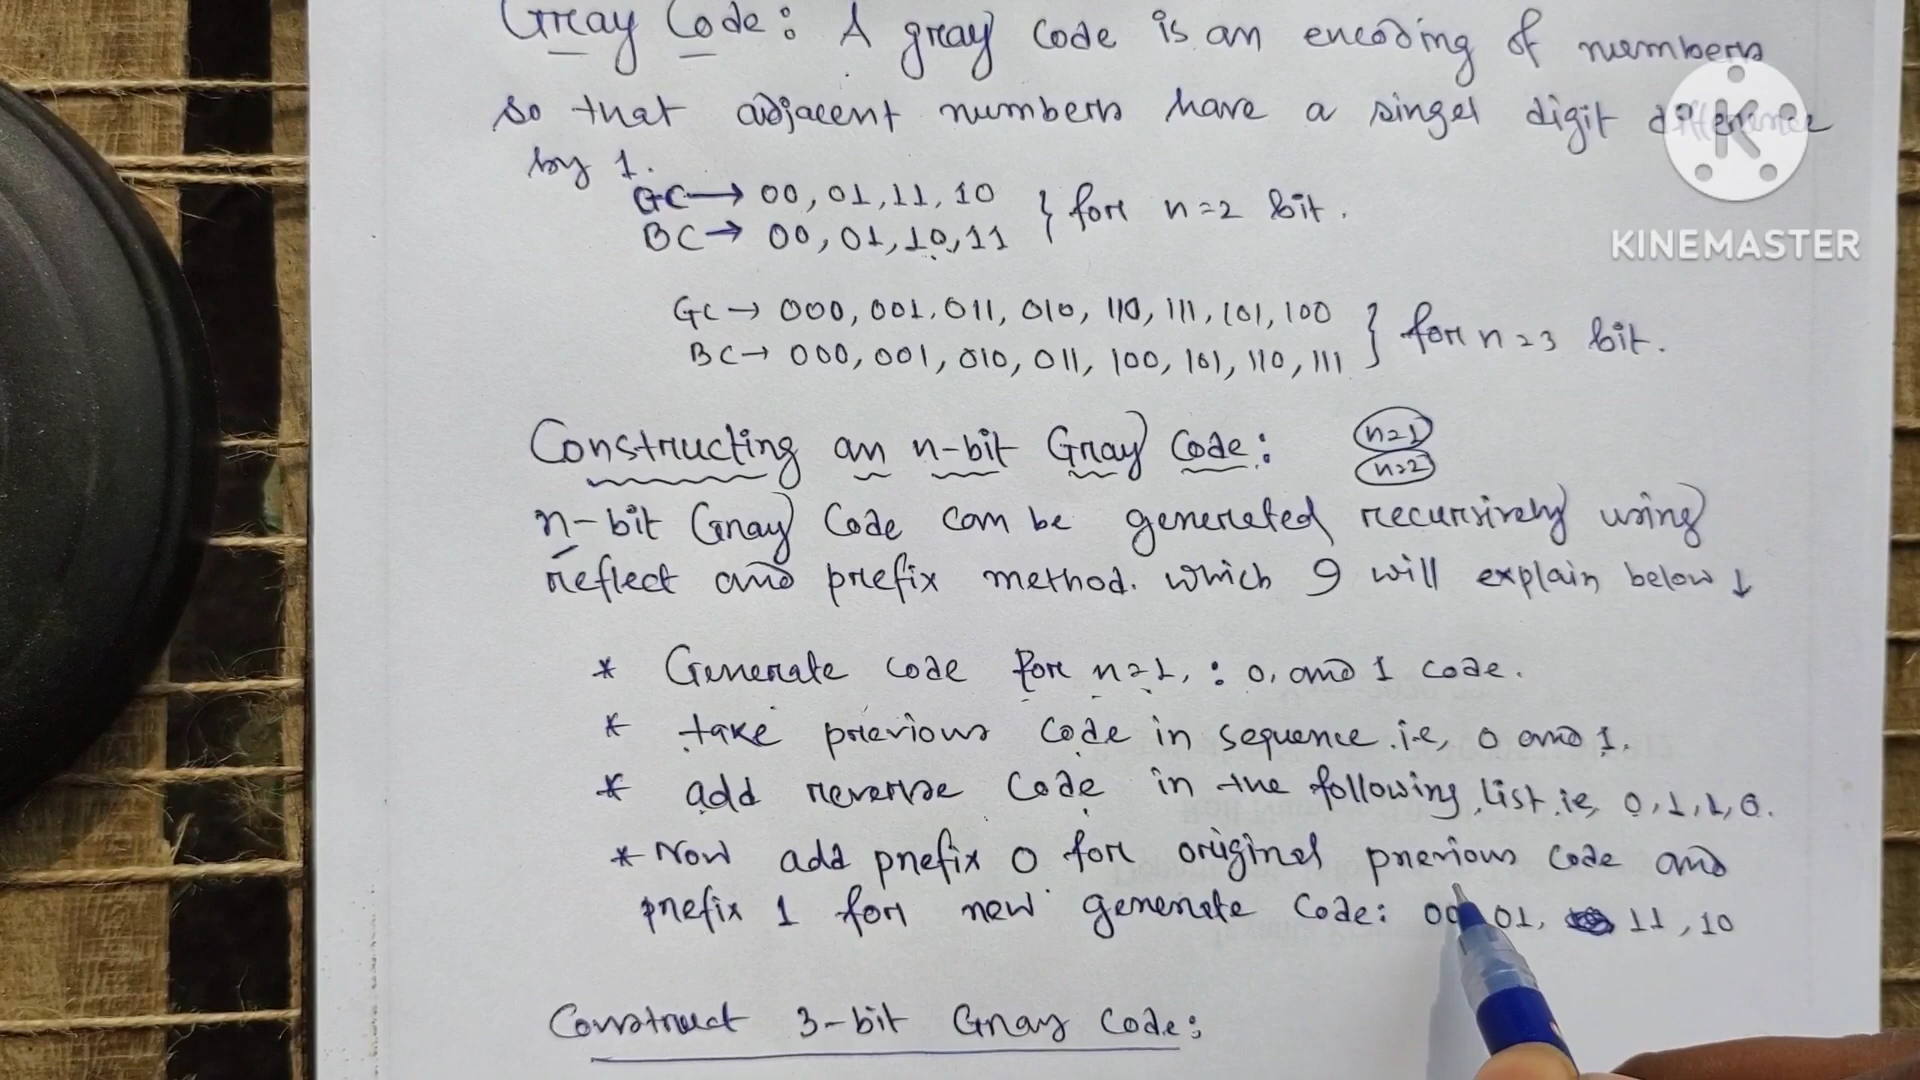 Gray Code: A gray code is an encoding of numbers
so that adjacent numbers have a singel digit difference
by 1.
GC → 00, 01, 11, 10 } for n=2 bit.
BC → 00, 01, 10, 11
KINEMASTER
GC → 000, 001, 011, 010, 110, 111, 101, 100 } for n=3 bit.
BC → 000, 001, 010, 011, 100, 101, 110, 111
Constructing an n-bit Gray Code: n=1
n=2
n-bit Gray Code can be generated recursively using
reflect and prefix method. which I will explain below ↓
* Generate code for n=1, : 0, and 1 code.
* take previous code in sequence .i.e, 0 and 1.
* add reverse code in the following list. ie, 0, 1, 1, 0.
* Now add prefix 0 for original previous code and
prefix 1 for new generate code: 00 01, 11, 10
Construct 3-bit Gray Code: